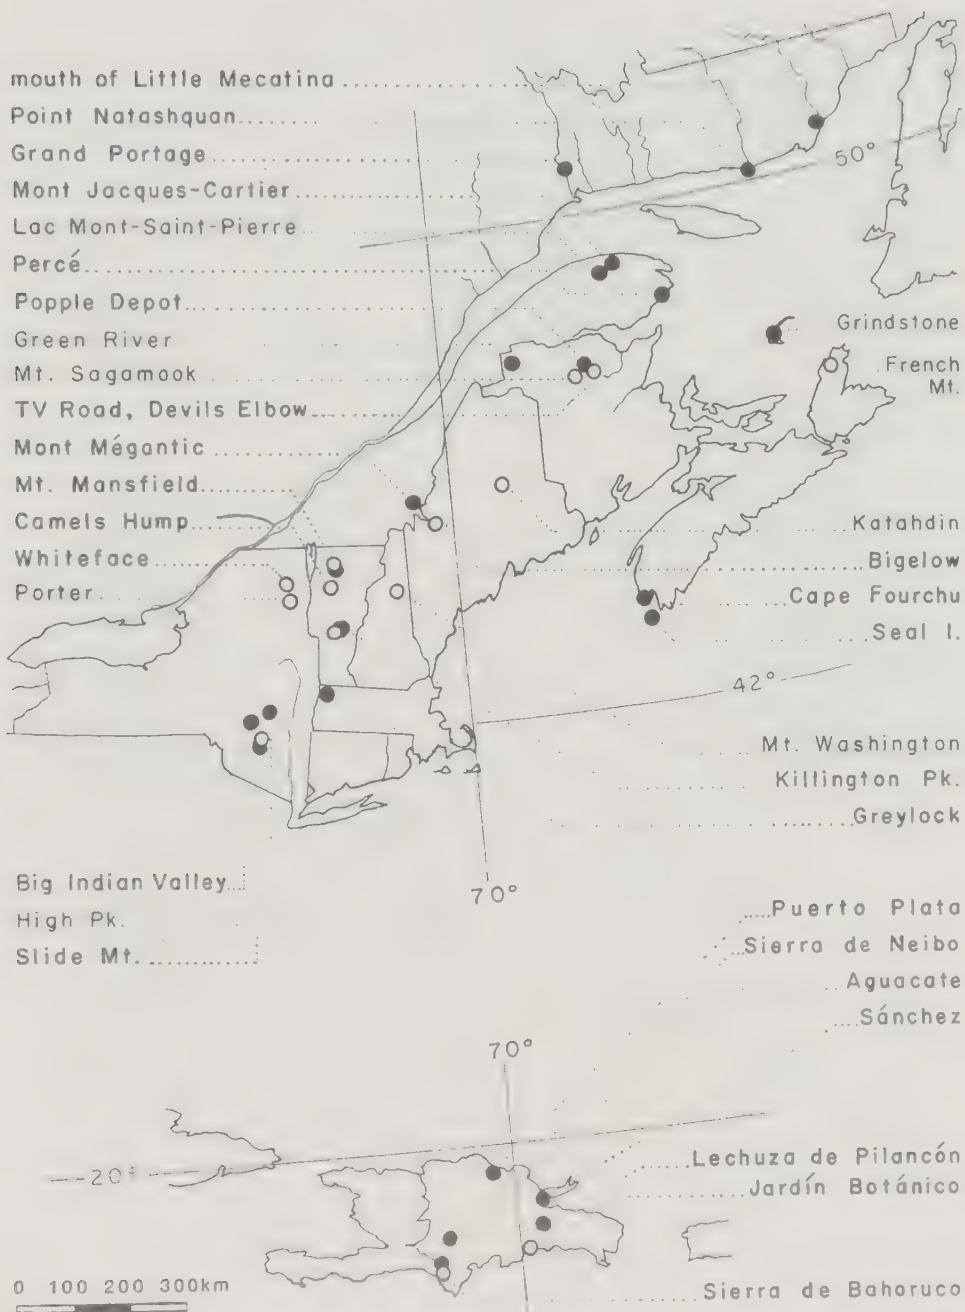 mouth of Little Mecatina
Point Natashquan
Grand Portage
Mont Jacques-Cartier
Lac Mont-Saint-Pierre
Percé
Popple Depot
Green River
Mt. Sagamook
TV Road, Devils Elbow
Mont Mégantic
Mt. Mansfield
Camels Hump
Whiteface
Porter
50°
Grindstone
French
Mt.
Katahdin
Bigelow
Cape Fourchu
Seal I.
42°
Mt. Washington
Killington Pk.
Greylock
70°
Big Indian Valley
High Pk.
Slide Mt.
Puerto Plata
Sierra de Neibo
Aguacate
Sánchez
70°
20°
Lechuza de Pilancón
Jardín Botánico
Sierra de Bahoruco
0 100 200 300km